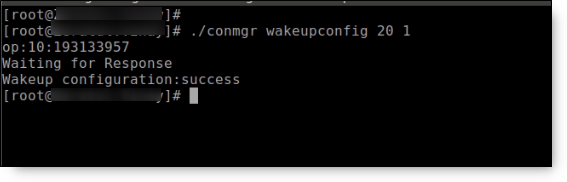 [root@ ]#
[root@ y]# ./conmgr wakeupconfig 20 1
op:10:193133957
Waiting for Response
Wakeup configuration:success
[root@ y]#